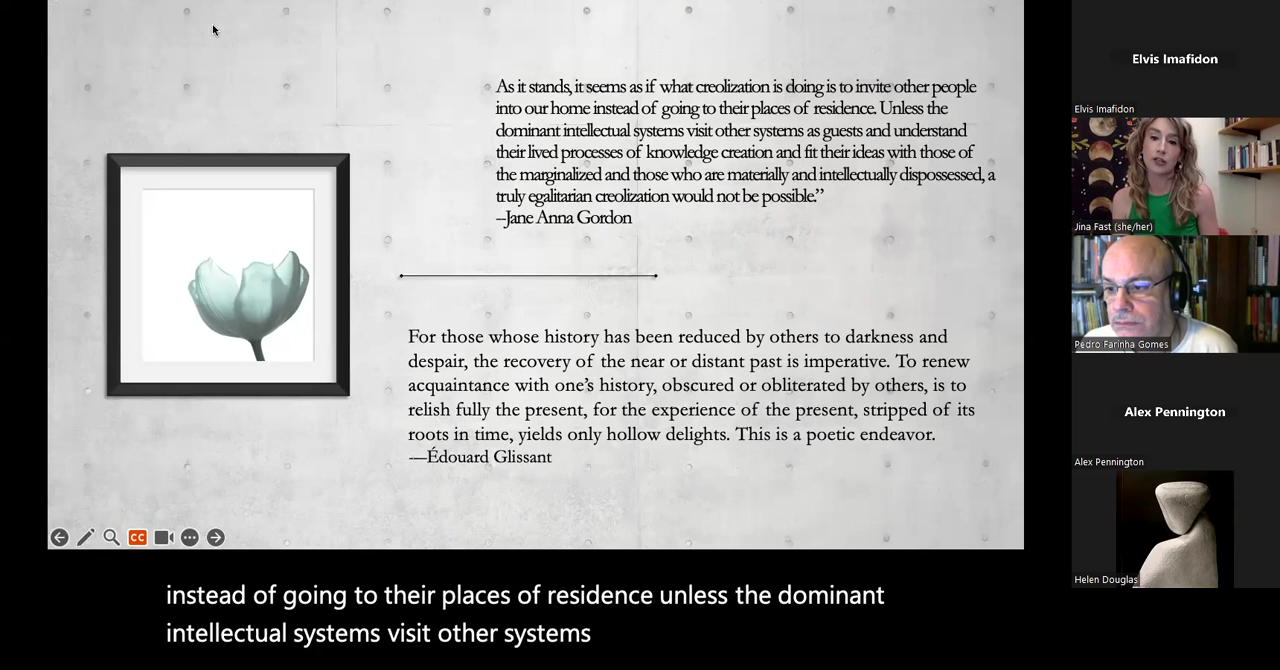 As it stands, it seems as if what creolization is doing is to invite other people
into our home instead of going to their places of residence. Unless the
dominant intellectual systems visit other systems as guests and understand
their lived processes of knowledge creation and fit their ideas with those of
the marginalized and those who are materially and intellectually dispossessed, a
truly egalitarian creolization would not be possible.”
–Jane Anna Gordon
For those whose history has been reduced by others to darkness and
despair, the recovery of the near or distant past is imperative. To renew
acquaintance with one’s history, obscured or obliterated by others, is to
relish fully the present, for the experience of the present, stripped of its
roots in time, yields only hollow delights. This is a poetic endeavor.
-—Édouard Glissant
CC
instead of going to their places of residence unless the dominant
intellectual systems visit other systems
Elvis Imafidon
Elvis Imafidon
Jina Fast (she/her)
Pedro Farinha Gomes
Alex Pennington
Alex Pennington
Helen Douglas